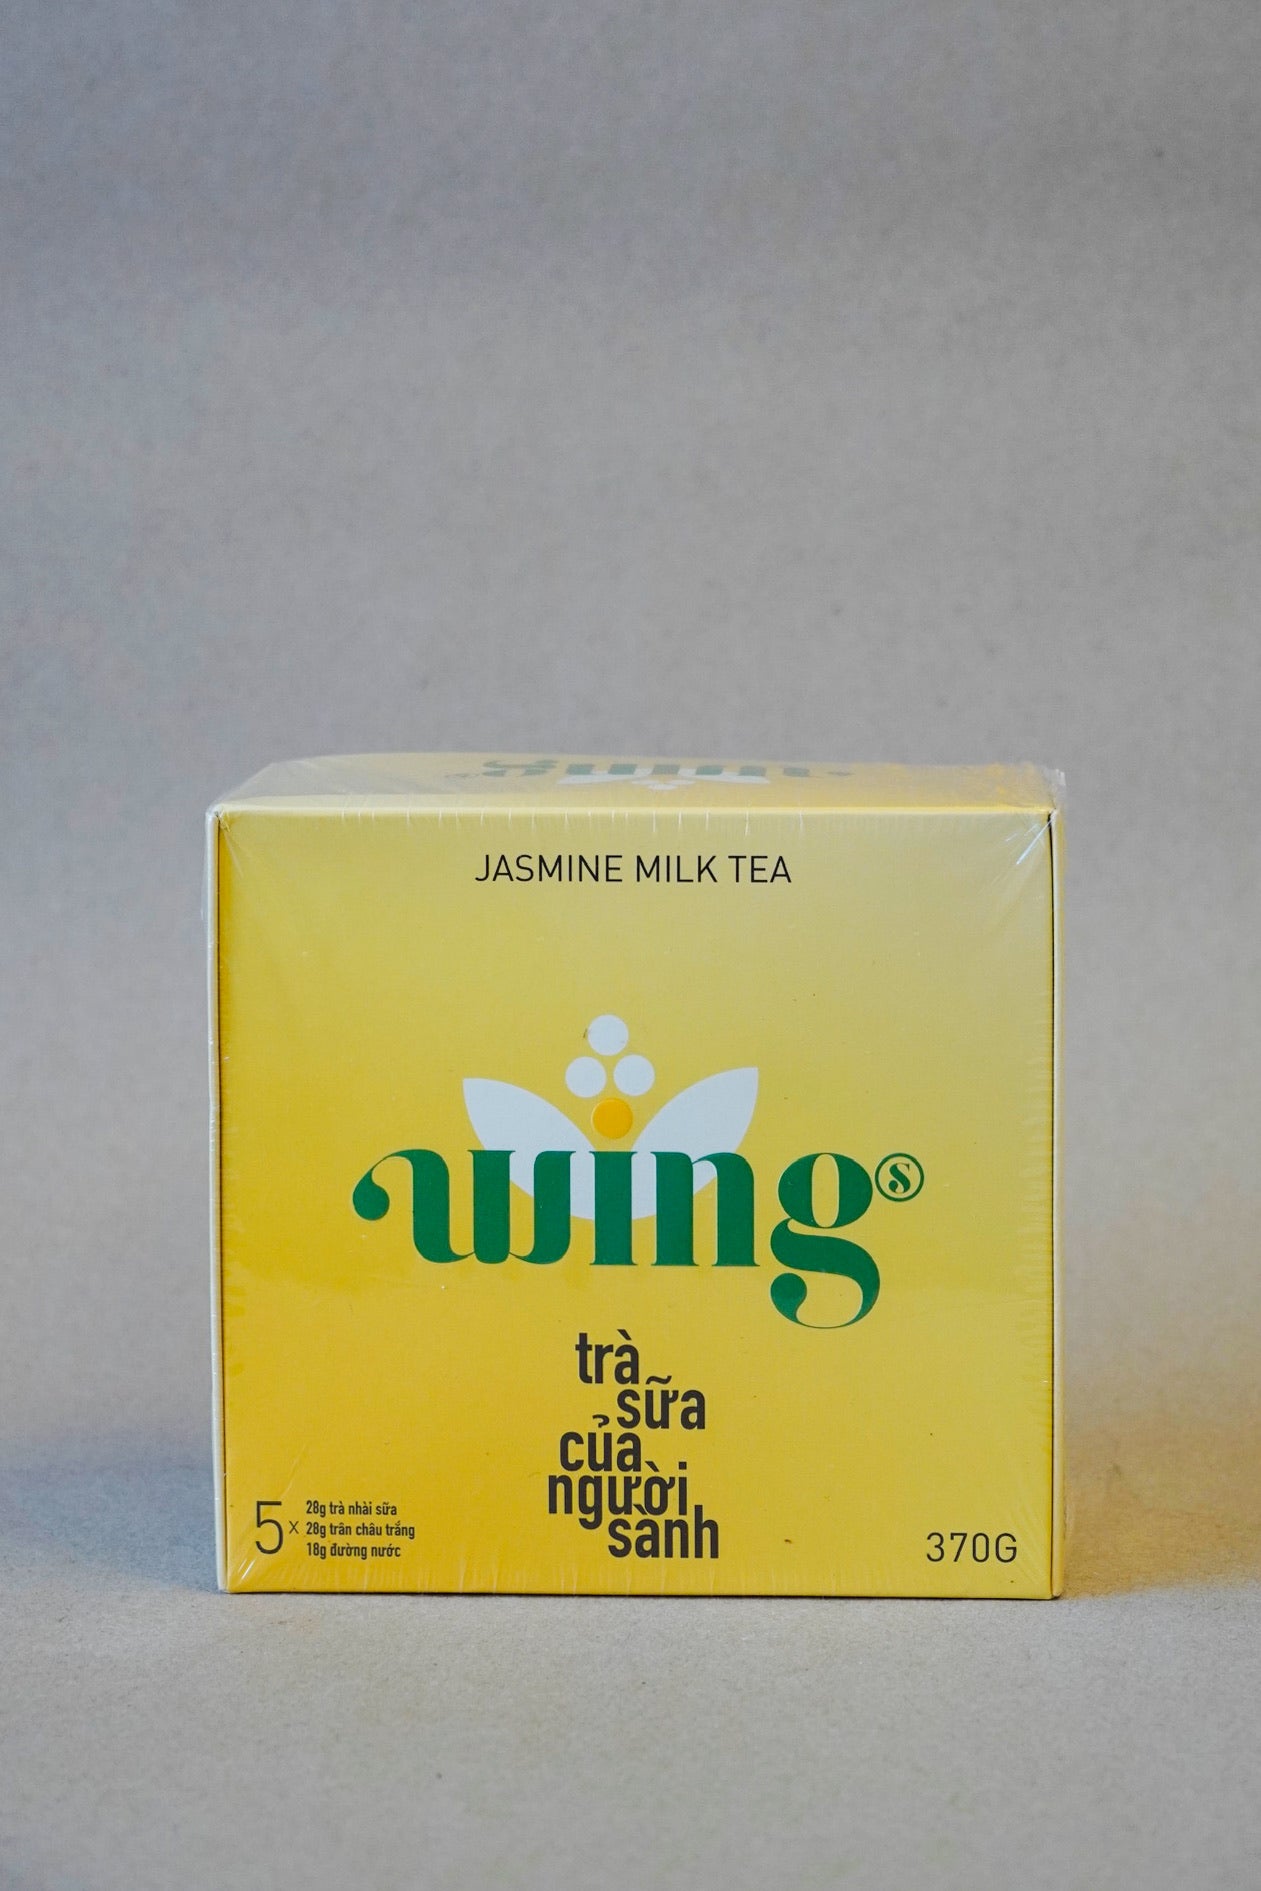 wing s
JASMINE MILK TEA
wing s
trà
sữa
của
người
sành
5 x
28g trà nhài sữa
28g trân châu trắng
18g đường nước
370G